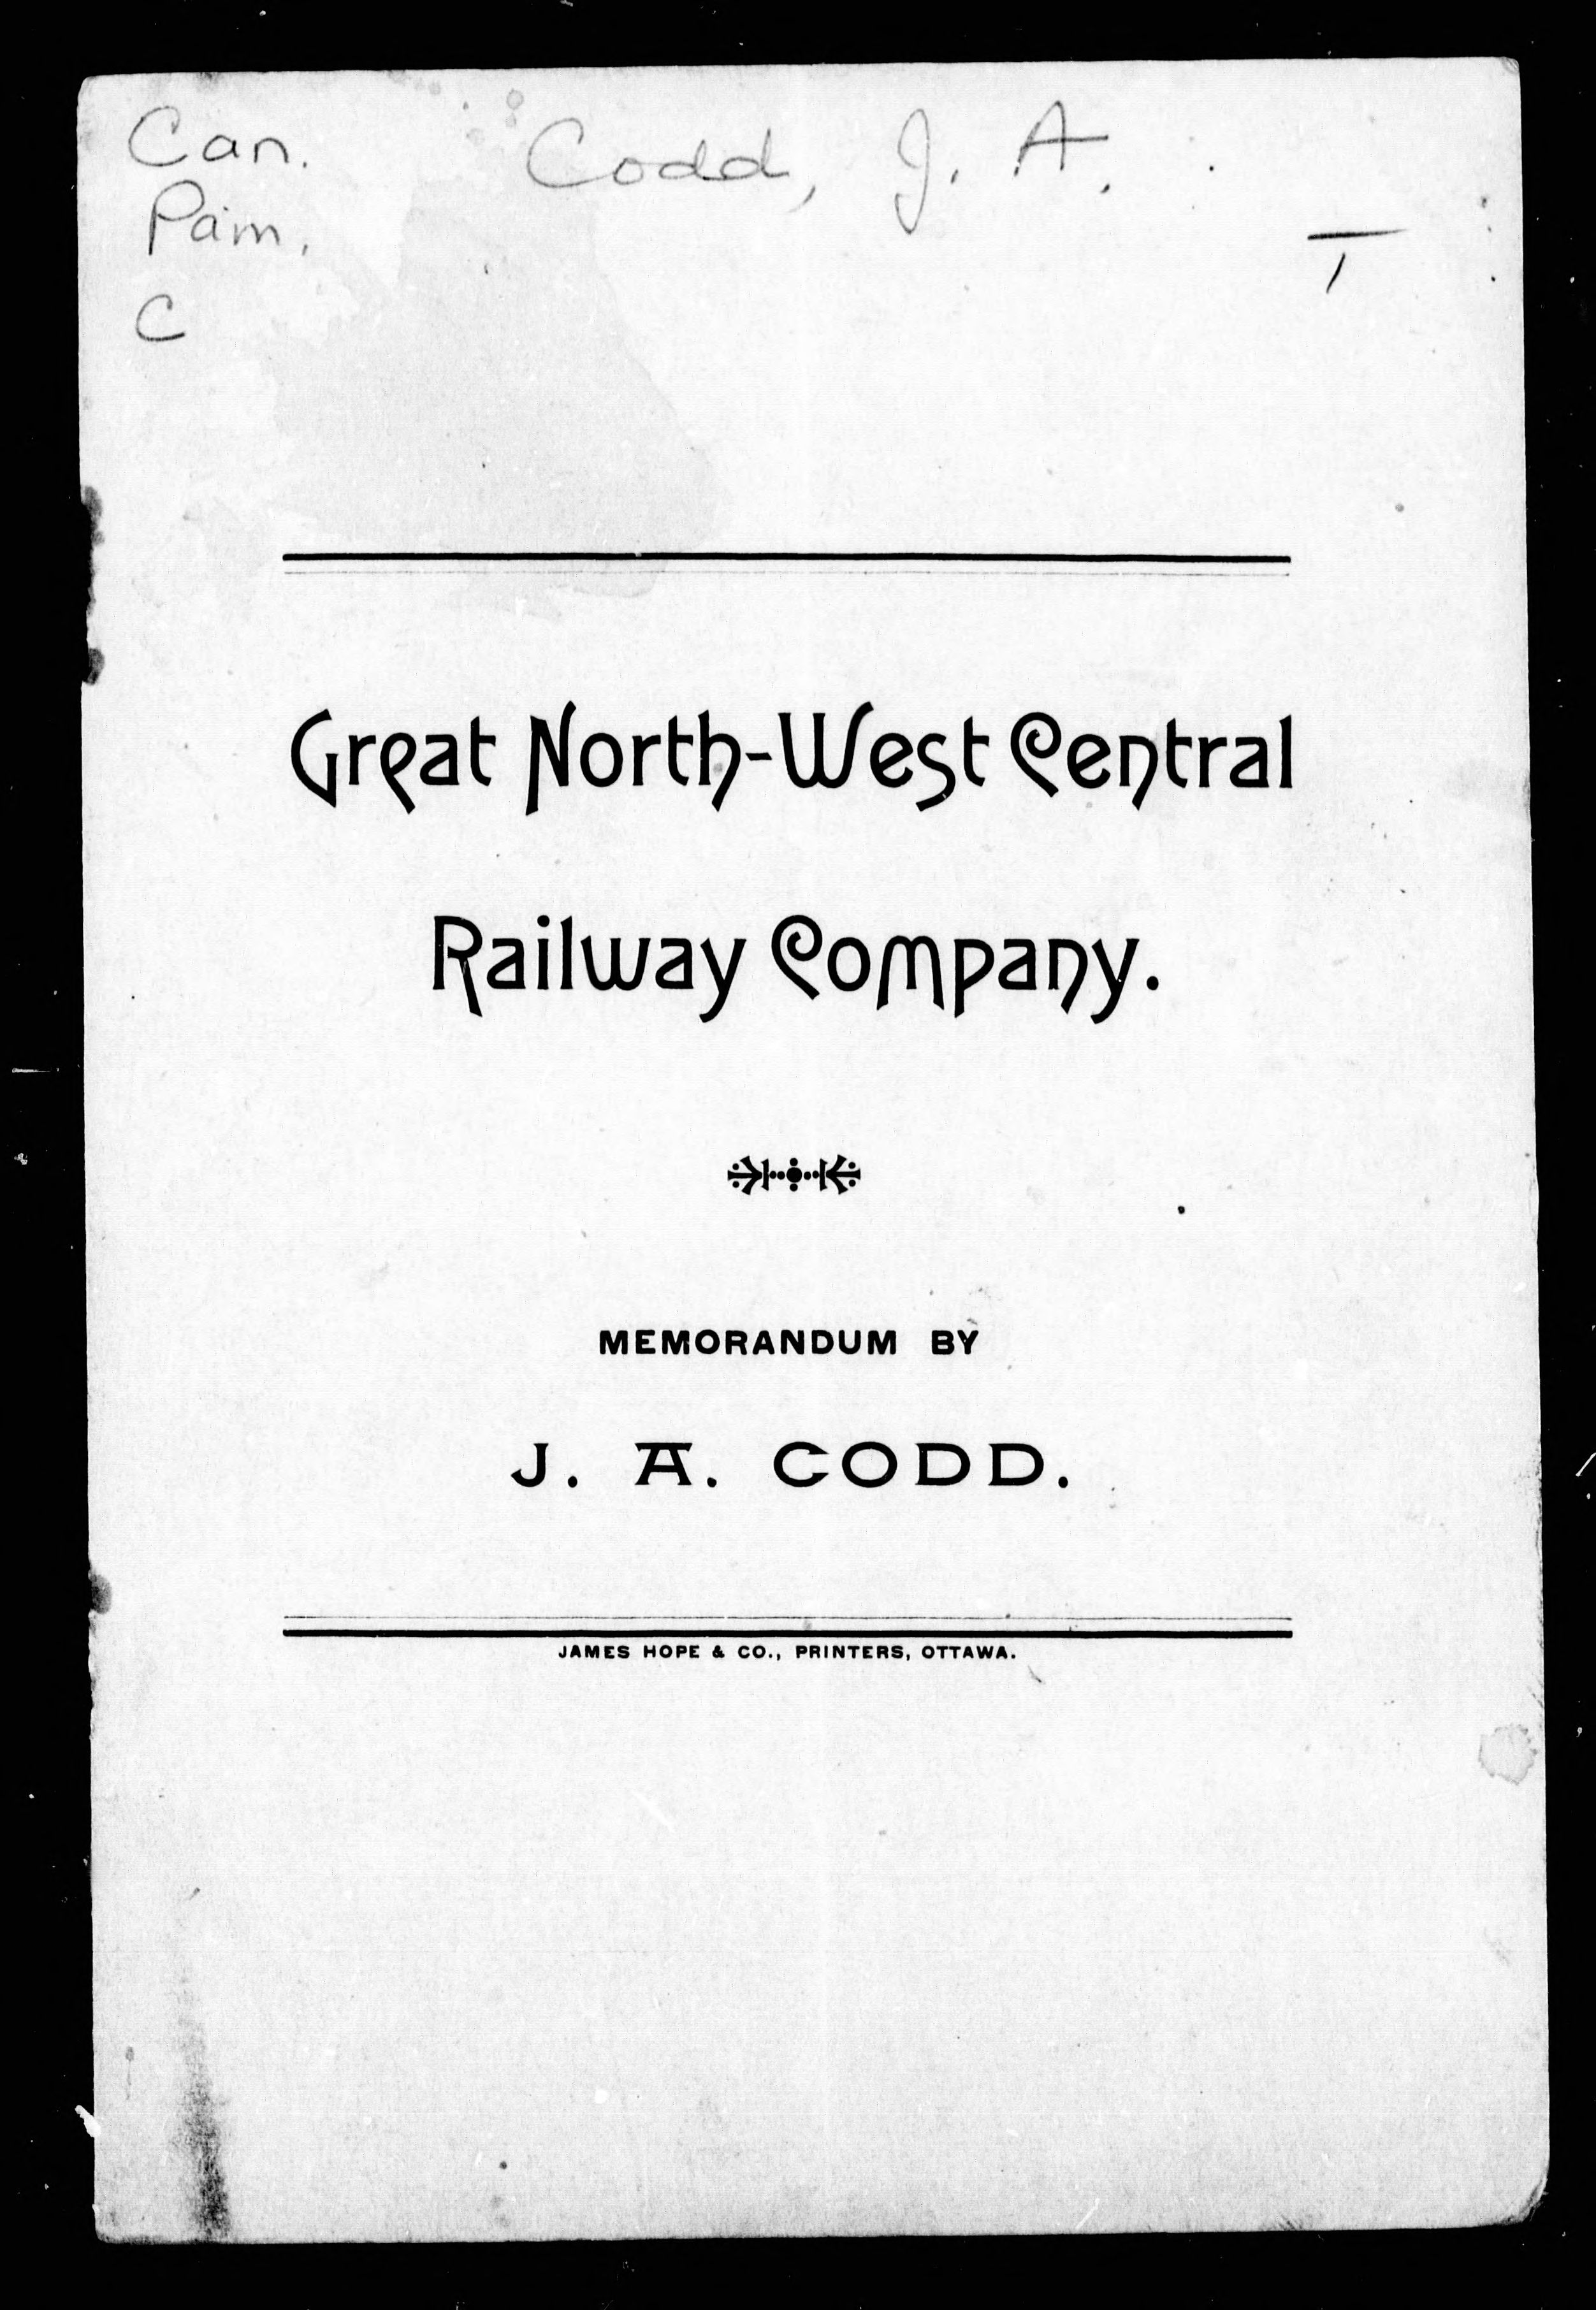 Can.
Pam.
C
Codd, J. A.
Great North-West Central
Railway Company.
MEMORANDUM BY
J. A. CODD.
JAMES HOPE & CO., PRINTERS, OTTAWA.